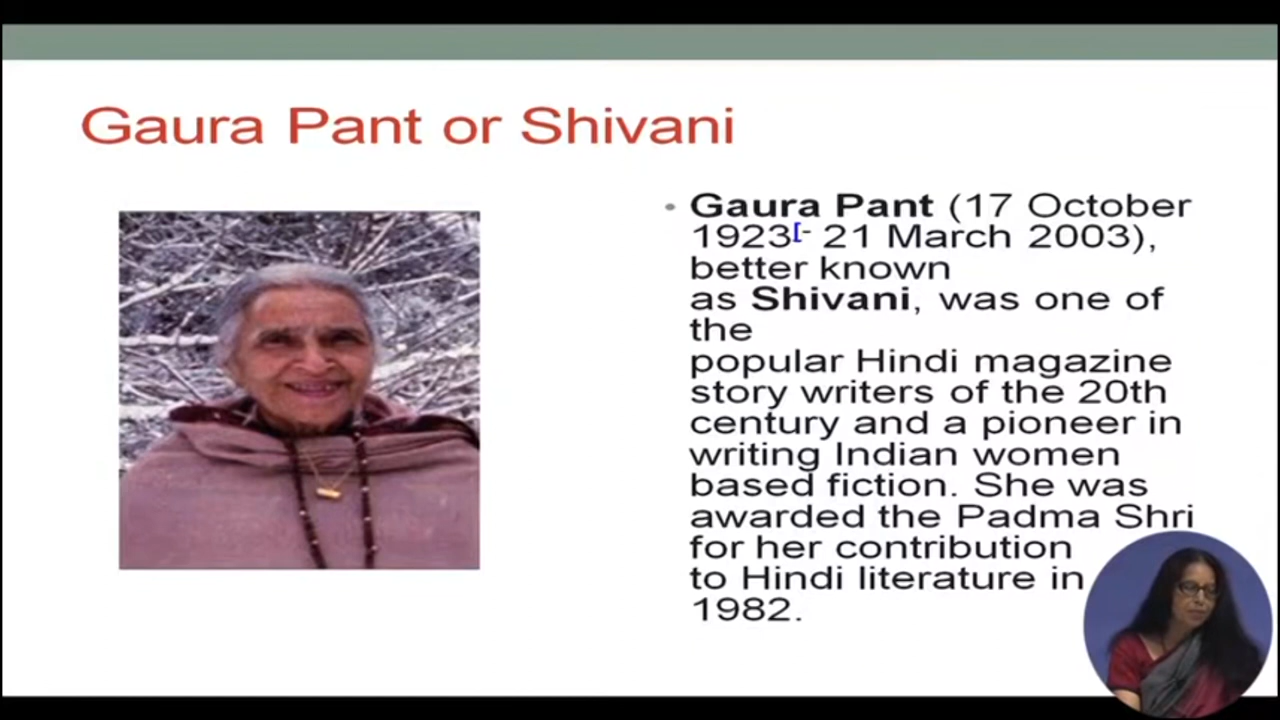 Gaura Pant or Shivani
• Gaura Pant (17 October
1923[- 21 March 2003),
better known
as Shivani, was one of
the
popular Hindi magazine
story writers of the 20th
century and a pioneer in
writing Indian women
based fiction. She was
awarded the Padma Shri
for her contribution
to Hindi literature in
1982.